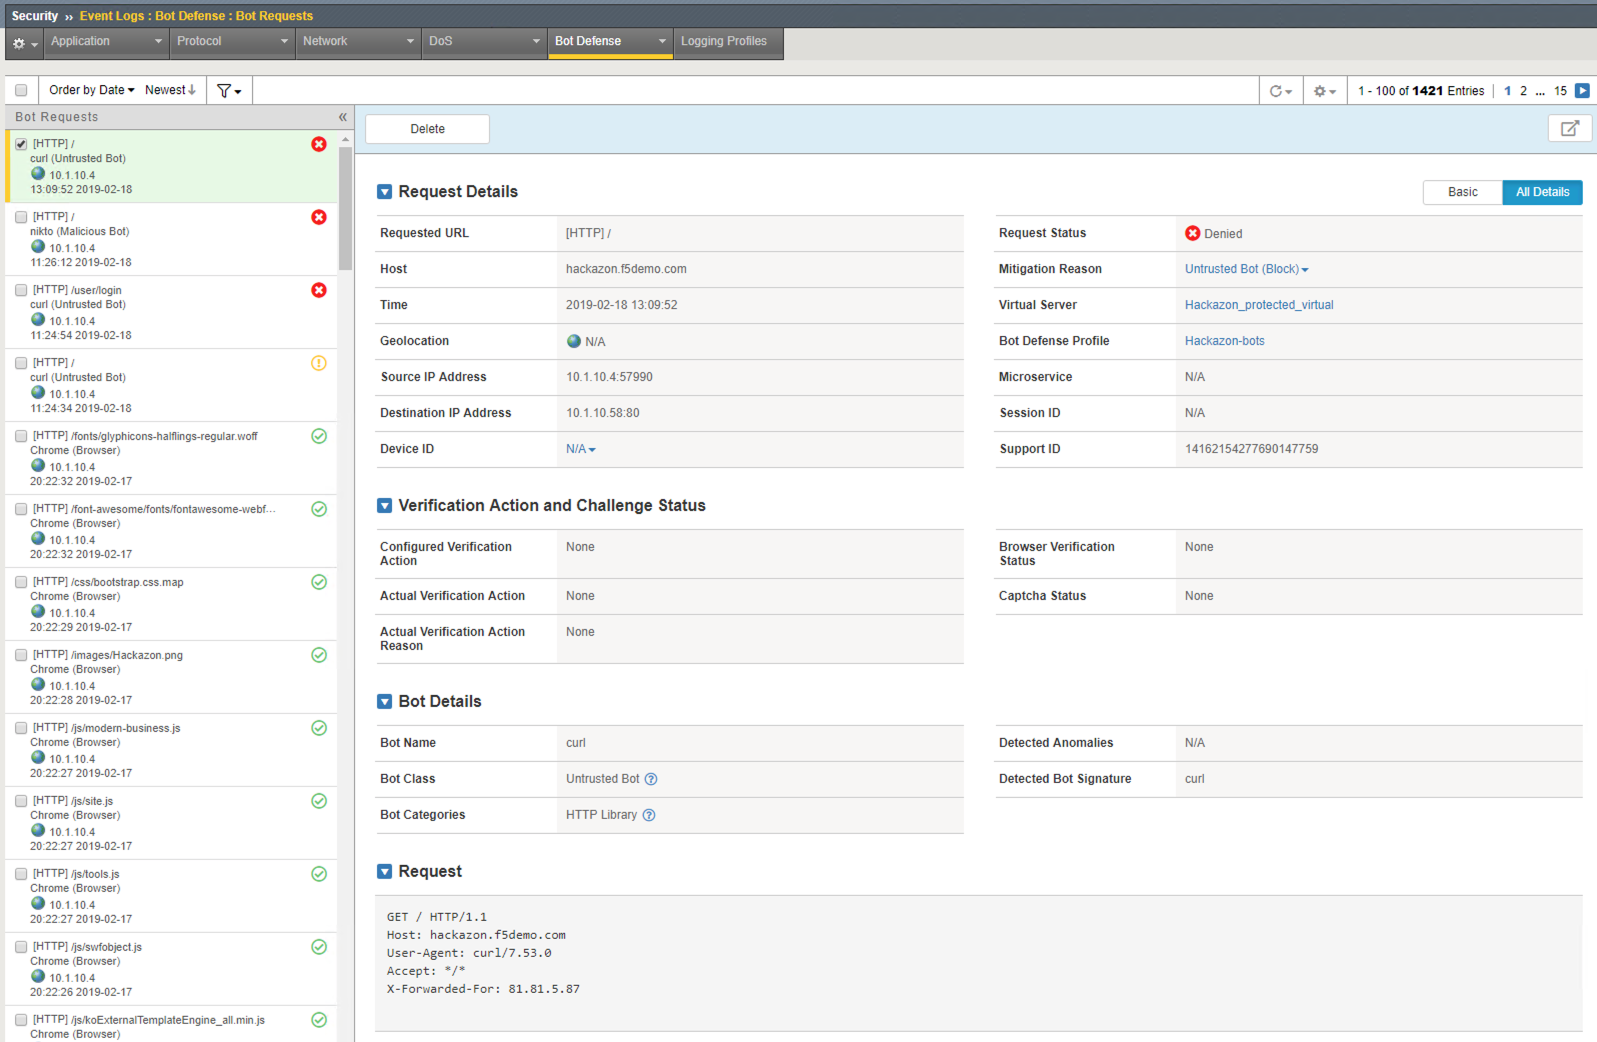 Security ›› Event Logs : Bot Defense : Bot Requests
Application Protocol Network DoS Bot Defense Logging Profiles
Order by Date Newest 1 - 100 of 1421 Entries 1 2 ... 15
Bot Requests «
[HTTP] /
curl (Untrusted Bot)
10.1.10.4
13:09:52 2019-02-18
[HTTP] /
nikto (Malicious Bot)
10.1.10.4
11:26:12 2019-02-18
[HTTP] /user/login
curl (Untrusted Bot)
10.1.10.4
11:24:54 2019-02-18
[HTTP] /
curl (Untrusted Bot)
10.1.10.4
11:24:34 2019-02-18
[HTTP] /fonts/glyphicons-halflings-regular.woff
Chrome (Browser)
10.1.10.4
20:22:32 2019-02-17
[HTTP] /font-awesome/fonts/fontawesome-webf...
Chrome (Browser)
10.1.10.4
20:22:32 2019-02-17
[HTTP] /css/bootstrap.css.map
Chrome (Browser)
10.1.10.4
20:22:29 2019-02-17
[HTTP] /images/Hackazon.png
Chrome (Browser)
10.1.10.4
20:22:28 2019-02-17
[HTTP] /js/modern-business.js
Chrome (Browser)
10.1.10.4
20:22:27 2019-02-17
[HTTP] /js/site.js
Chrome (Browser)
10.1.10.4
20:22:27 2019-02-17
[HTTP] /js/tools.js
Chrome (Browser)
10.1.10.4
20:22:27 2019-02-17
[HTTP] /js/swfobject.js
Chrome (Browser)
10.1.10.4
20:22:26 2019-02-17
[HTTP] /js/koExternalTemplateEngine_all.min.js
Chrome (Browser)
Delete
Request Details
Basic All Details
Requested URL [HTTP] /
Host hackazon.f5demo.com
Time 2019-02-18 13:09:52
Geolocation N/A
Source IP Address 10.1.10.4:57990
Destination IP Address 10.1.10.58:80
Device ID N/A
Request Status Denied
Mitigation Reason Untrusted Bot (Block)
Virtual Server Hackazon_protected_virtual
Bot Defense Profile Hackazon-bots
Microservice N/A
Session ID N/A
Support ID 14162154277690147759
Verification Action and Challenge Status
Configured Verification None
Action
Actual Verification Action None
Actual Verification Action None
Reason
Browser Verification None
Status
Captcha Status None
Bot Details
Bot Name curl
Bot Class Untrusted Bot ?
Bot Categories HTTP Library ?
Detected Anomalies N/A
Detected Bot Signature curl
Request
GET / HTTP/1.1
Host: hackazon.f5demo.com
User-Agent: curl/7.53.0
Accept: */*
X-Forwarded-For: 81.81.5.87